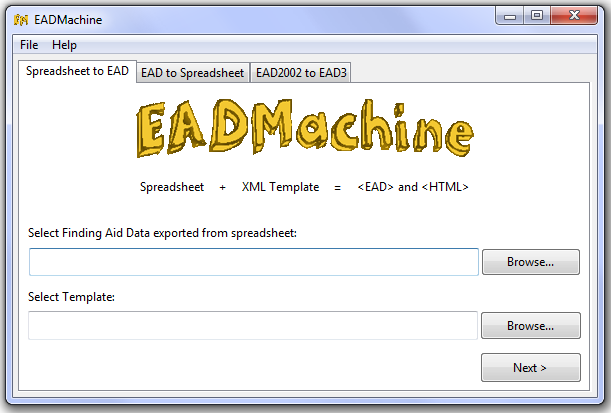 EADMachine
File Help
Spreadsheet to EAD EAD to Spreadsheet EAD2002 to EAD3
EADMachine
Spreadsheet + XML Template = <EAD> and <HTML>
Select Finding Aid Data exported from spreadsheet:
Browse...
Select Template:
Browse...
Next >